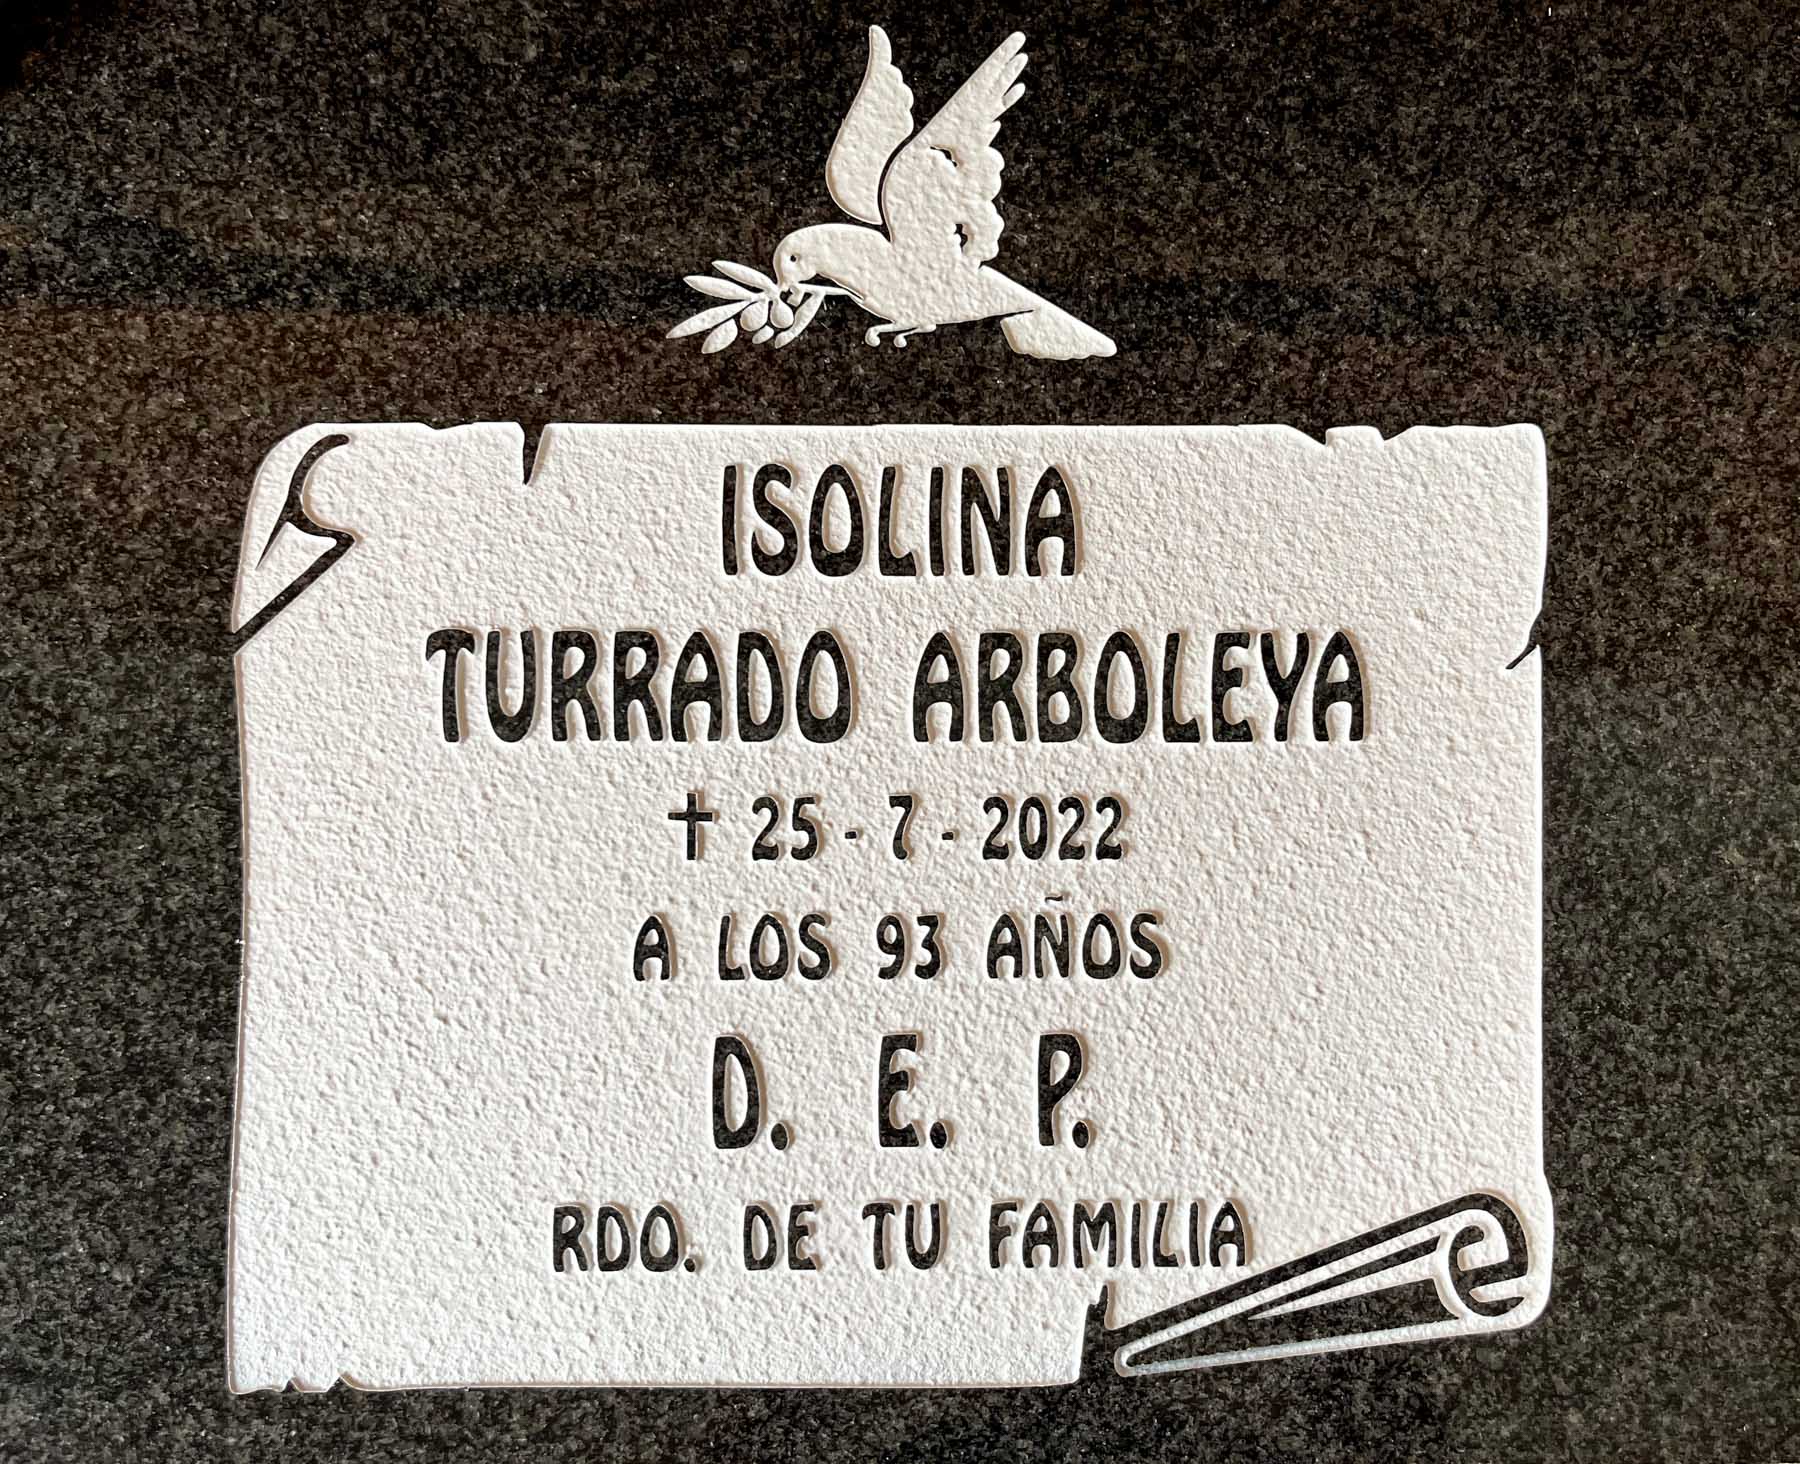 ISOLINA
TURRADO ARBOLEYA
✝ 25 - 7 - 2022
A LOS 93 AÑOS
D. E. P.
RDO. DE TU FAMILIA